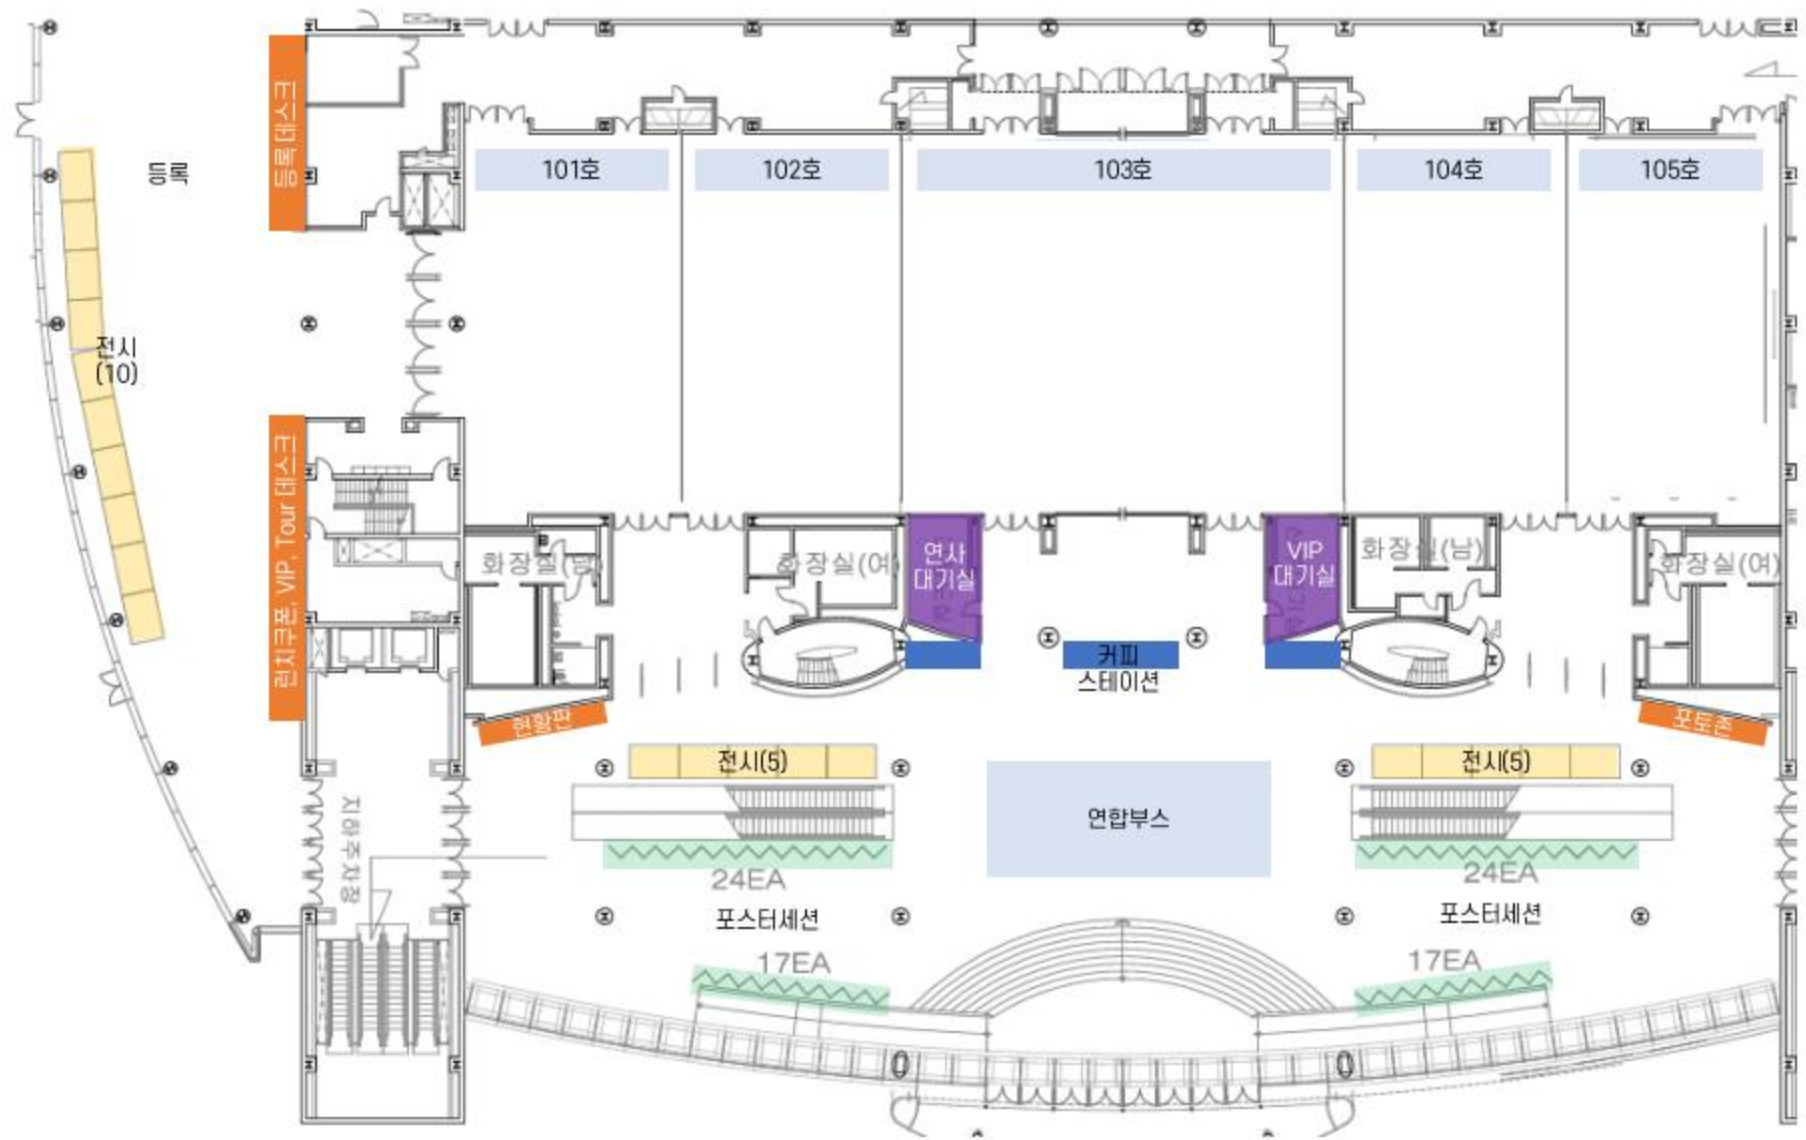 등록데스크
등록
101호
102호
103호
104호
105호
전시
(10)
런치쿠폰, VIP, Tour 데스크
화장실(남)
화장실(여)
연사
대기실
VIP
대기실
화장실(남)
화장실(여)
커피
스테이션
현황판
포토존
전시(5)
전시(5)
연합부스
지하주차장
24EA
24EA
포스터세션
포스터세션
17EA
17EA